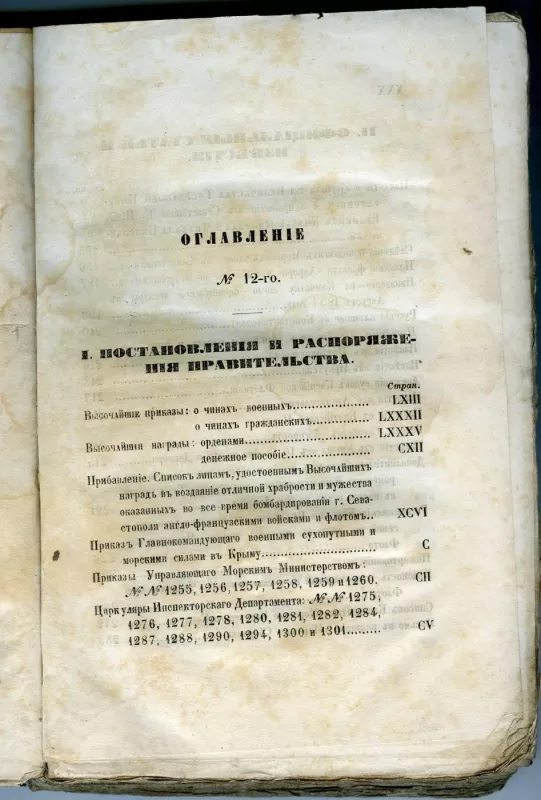 ОГЛАВЛЕНІЕ
№ 12-го.
I. ПОСТАНОВЛЕНІЯ И РАСПОРЯЖЕ-
НІЯ ПРАВИТЕЛЬСТВА.
Стран.
Высочайшіе приказы: о чинахъ военныхъ........................ LXIII
о чинахъ гражданскихъ.................. LXXXII
Высочайшія награды: орденами.............................. LXXXV
денежное пособіе........................ CXII
Прибавленіе. Список лицамъ, удостоеннымъ Высочайшихъ
наградъ въ воздаяніе отличной храбрости и мужества
оказанныхъ во все время бомбардированія г. Сева-
стополя англо-французскими войсками и флотомъ.. XCVI
Приказъ Главнокомандующаго военными сухопутными и
морскими силами въ Крыму........................... C
Приказы Управляющаго Морскимъ Министерствомъ:
№№ 1255, 1256, 1257, 1258, 1259 и 1260. CII
Циркуляры Инспекторскаго Департамента: №№ 1275,
1276, 1277, 1278, 1280, 1281, 1282, 1284,
1287, 1288, 1290, 1294, 1300 и 1301......... CV